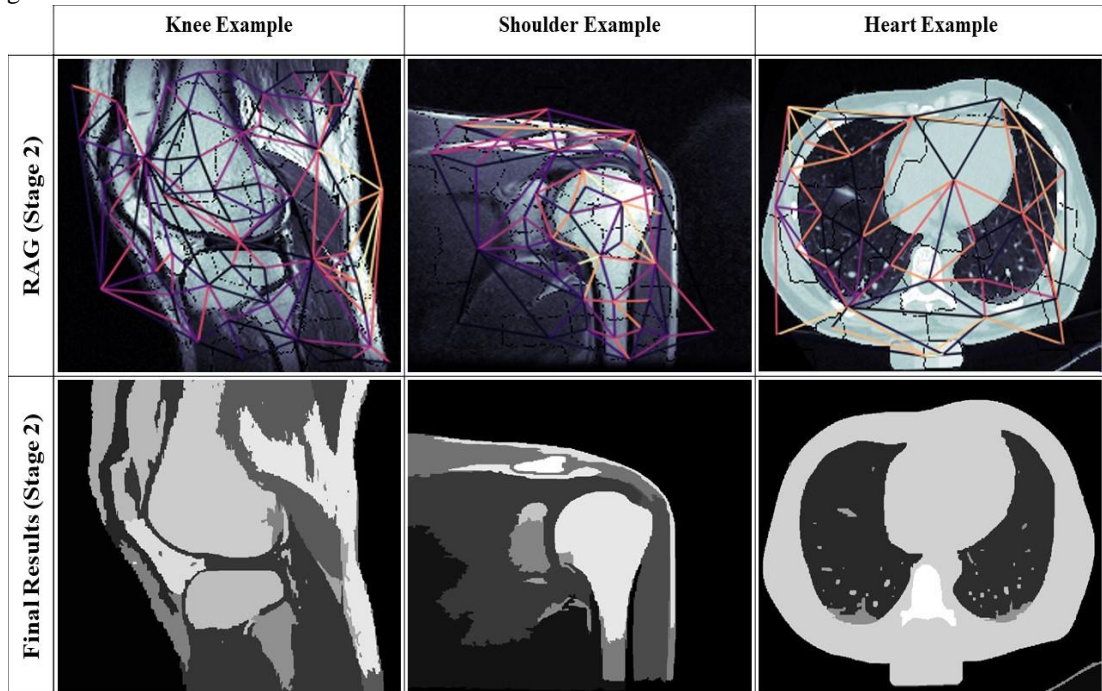 g
Knee Example
Shoulder Example
Heart Example
RAG (Stage 2)
Final Results (Stage 2)